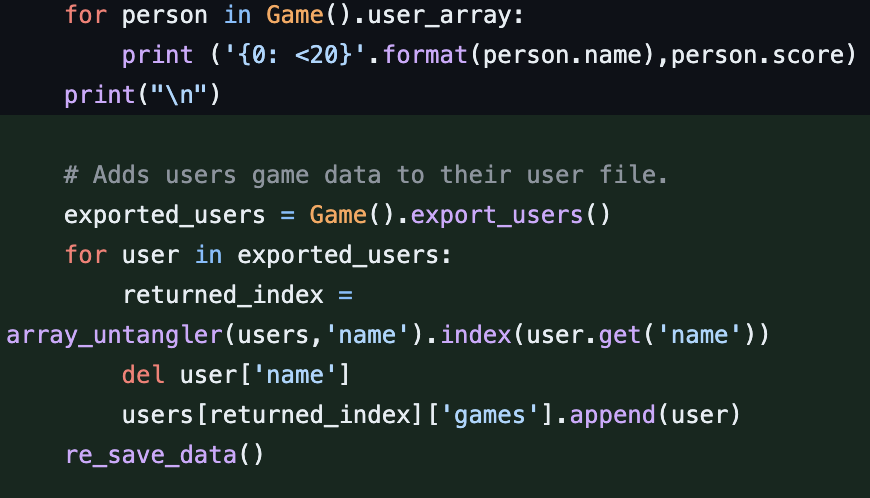 for person in Game().user_array:
print ('{0: <20}'.format(person.name),person.score)
print("\n")
# Adds users game data to their user file.
exported_users = Game().export_users()
for user in exported_users:
returned_index =
array_untangler(users,'name').index(user.get('name'))
del user['name']
users[returned_index]['games'].append(user)
re_save_data()